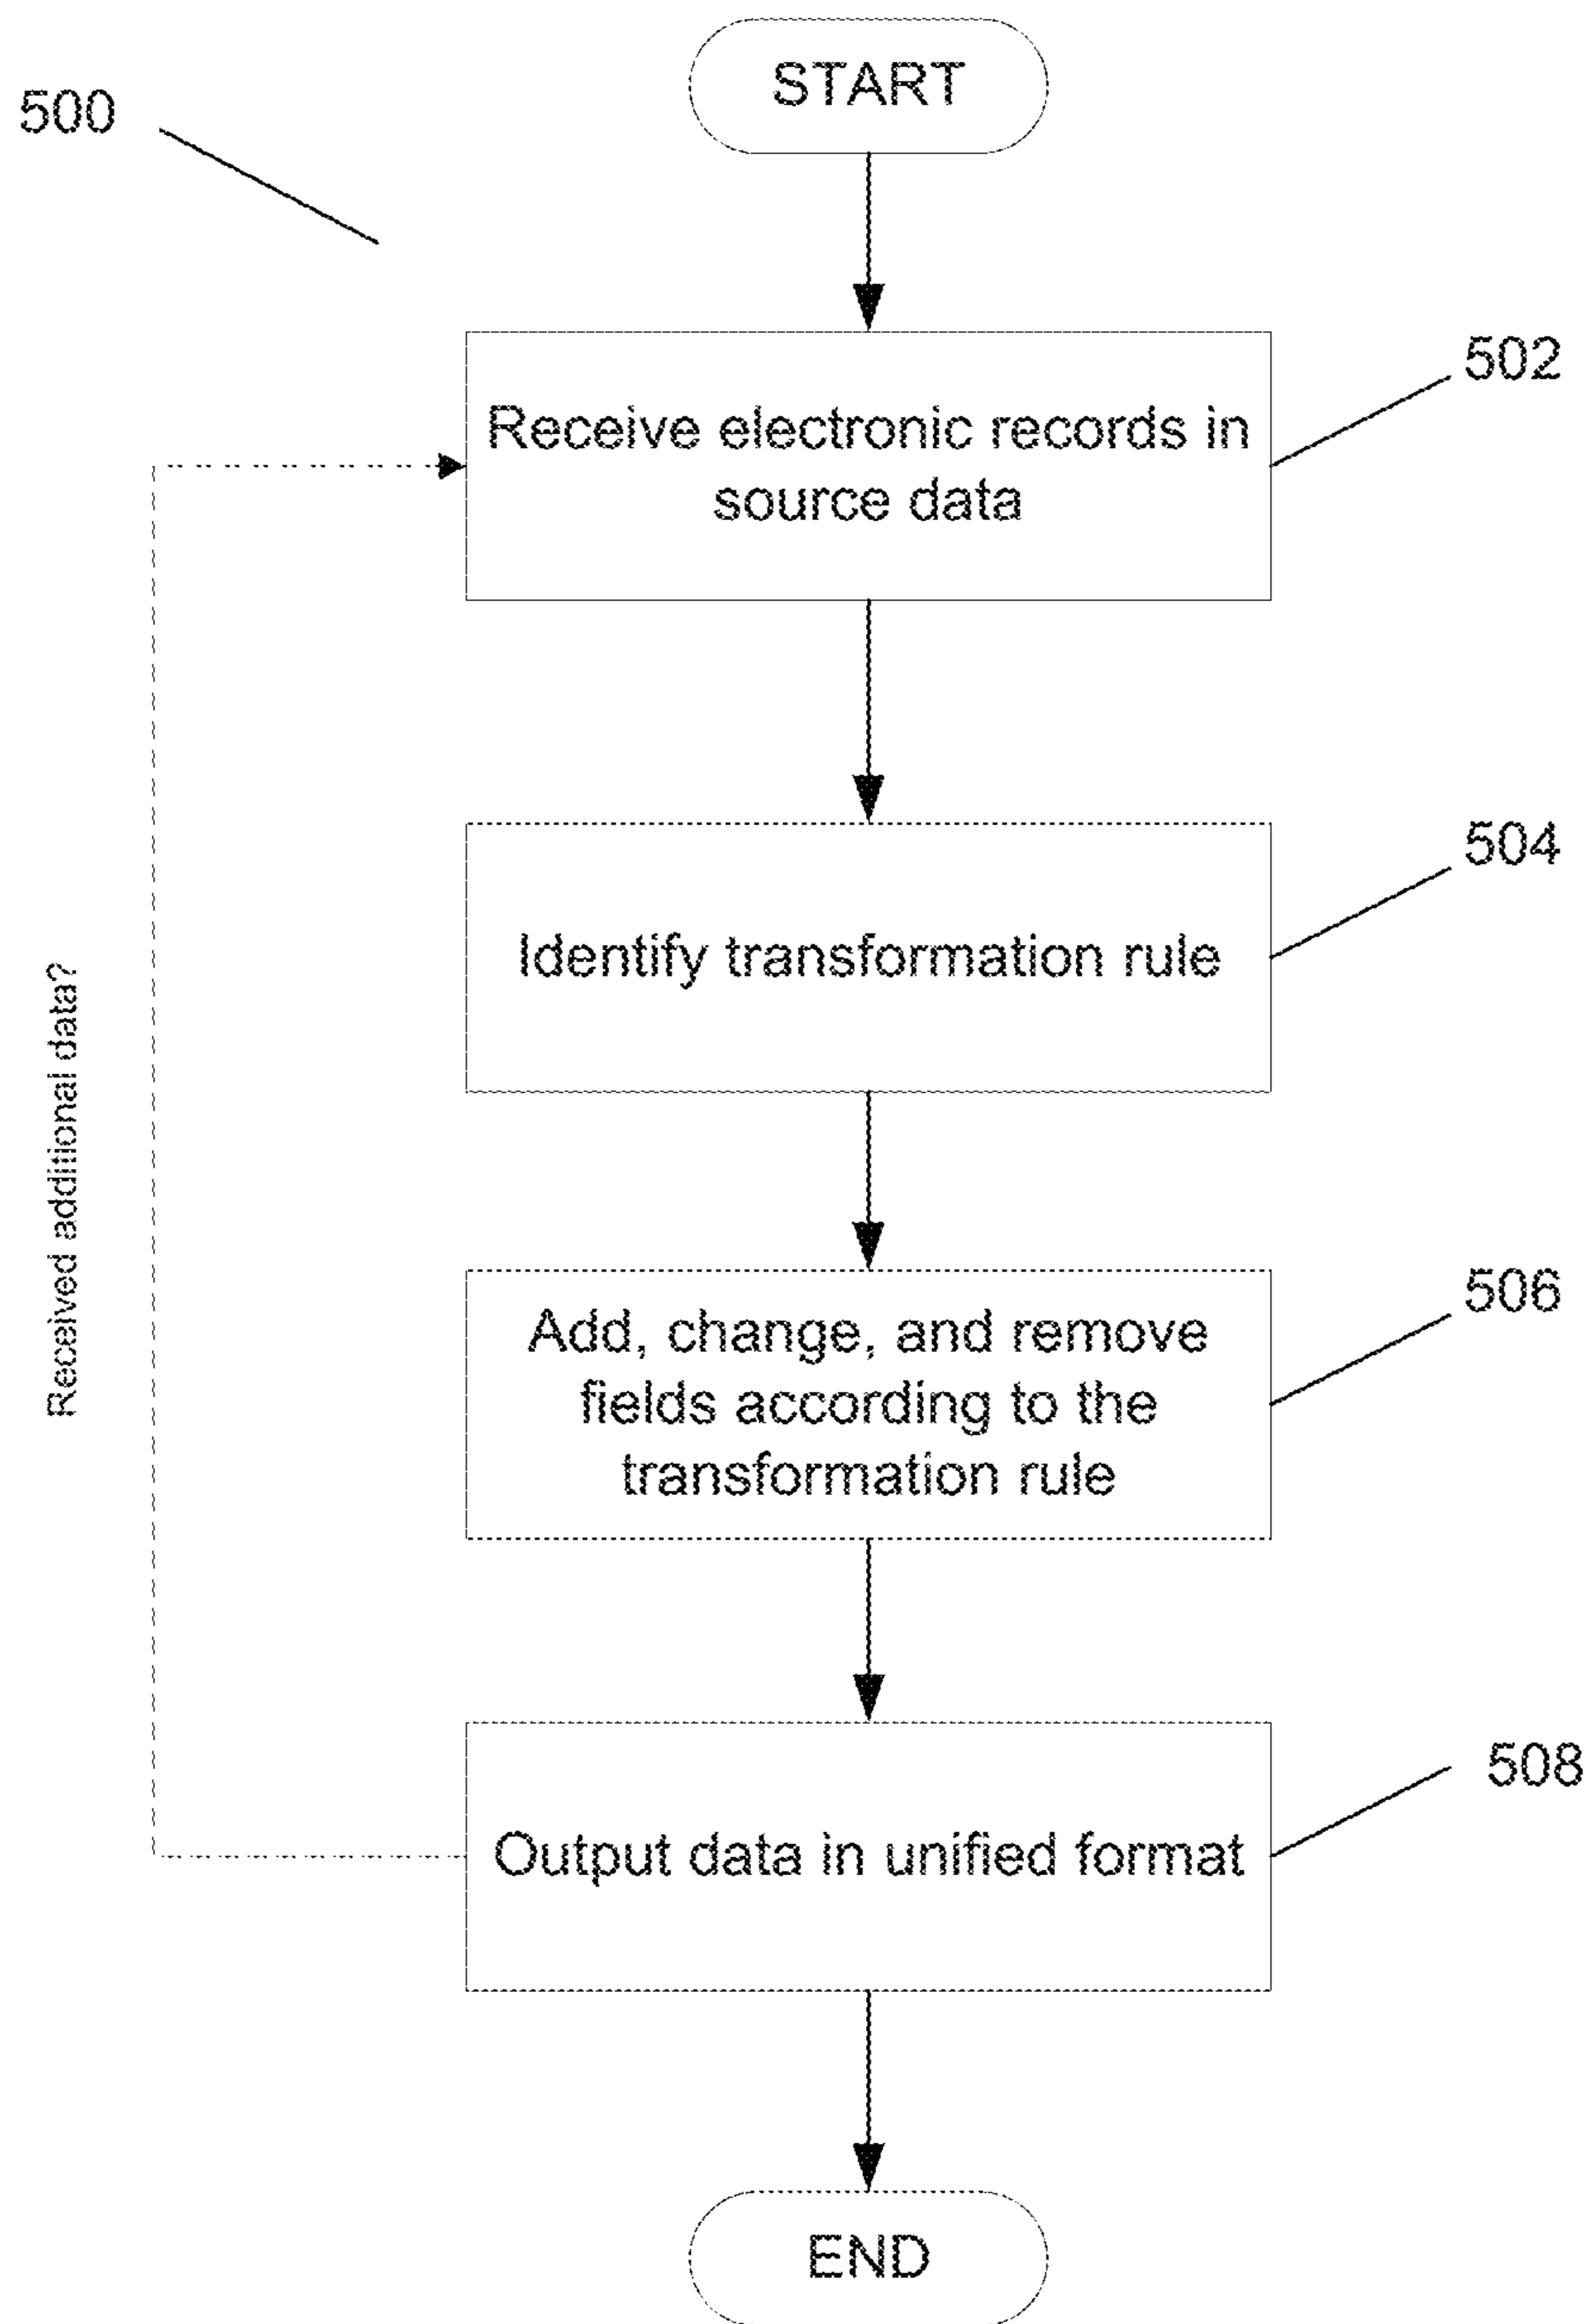 START
500
502
Receive electronic records in
source data
504
Identify transformation rule
Received additional data?
506
Add, change, and remove
fields according to the
transformation rule
508
Output data in unified format
END